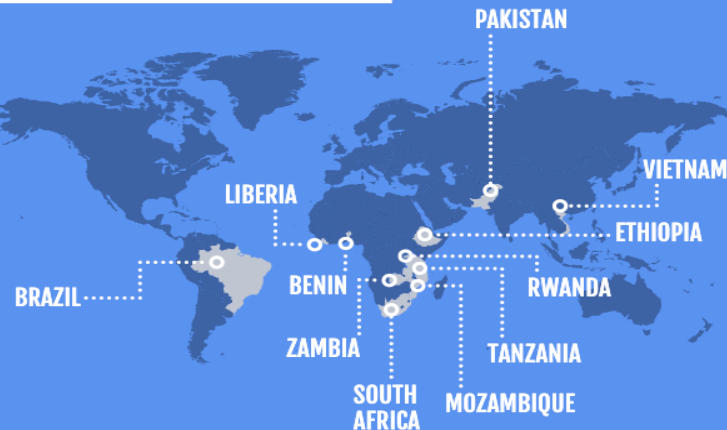 PAKISTAN
VIETNAM
LIBERIA
ETHIOPIA
BRAZIL
BENIN
RWANDA
ZAMBIA
TANZANIA
SOUTH
AFRICA
MOZAMBIQUE